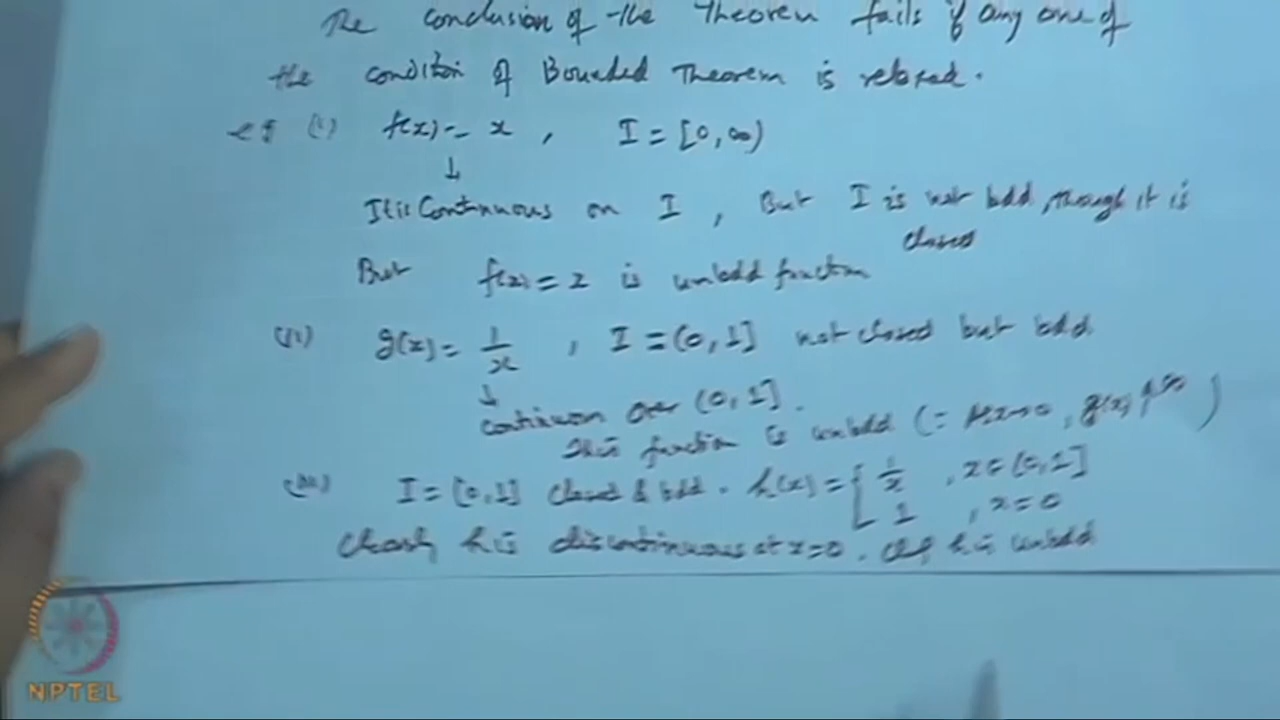 The conclusion of the Theorem fails if any one of
the condition of Bounded Theorem is relaxed.
eg (i) f(x) = x , I = [0, ∞)
↓
It is Continuous on I , But I is not bdd, though it is
closed
But f(x) = x is unbdd function
(ii) g(x) = 1/x , I = (0, 1] not closed but bdd
↓
continuous over (0, 1] .
This function is unbdd ( x→0 , g(x) ∞ )
(iii) I = [0, 1] closed & bdd . h(x) = { 1/x , x ∈ (0, 1]
1 , x = 0
Clearly h is discontinuous at x=0 . h is unbdd
NPTEL